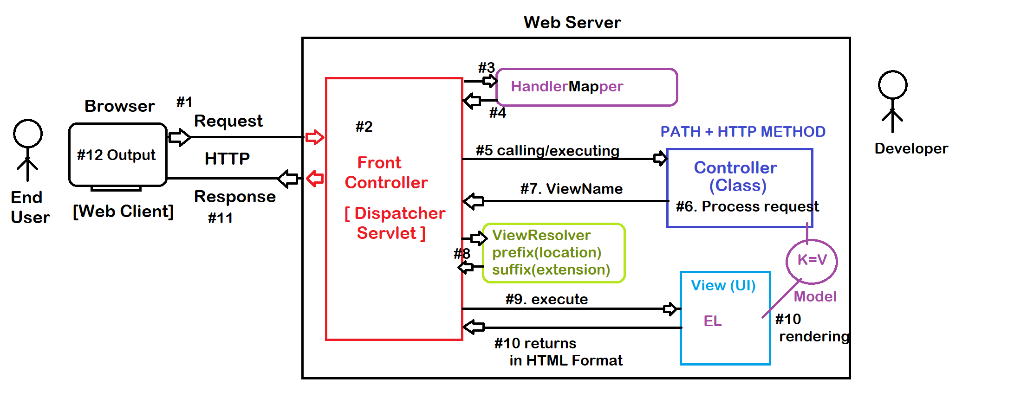 Web Server
Browser
#1
Request
#12 Output
HTTP
Response
#11
End
User
[Web Client]
#2
Front
Controller
[ Dispatcher
Servlet ]
#3
HandlerMapper
#4
PATH + HTTP METHOD
#5 calling/executing
Controller
(Class)
#7. ViewName
#6. Process request
#8
ViewResolver
prefix(location)
suffix(extension)
K=V
Model
#9. execute
View (UI)
EL
#10
rendering
#10 returns
in HTML Format
Developer